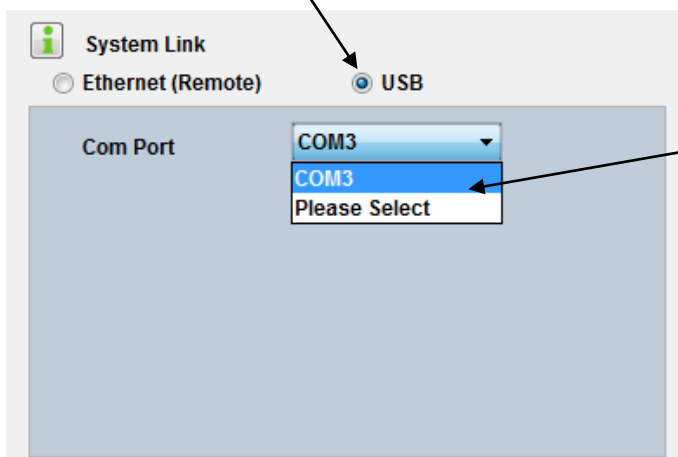 System Link
Ethernet (Remote) USB
Com Port COM3
COM3
Please Select